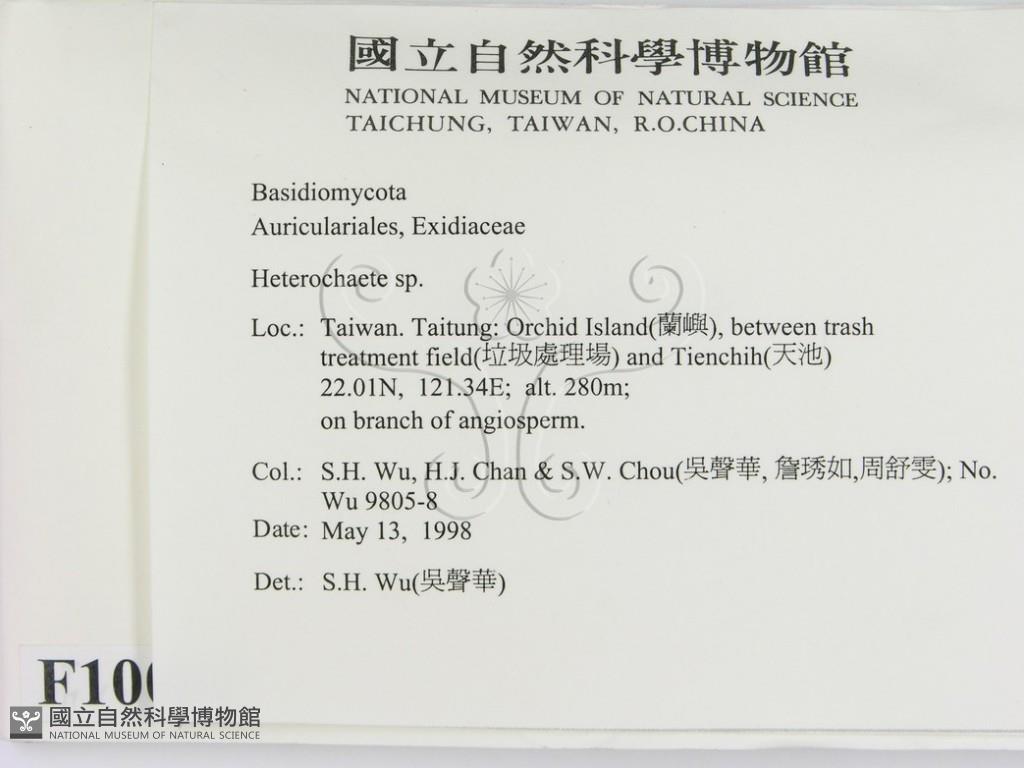 國立自然科學博物館
NATIONAL MUSEUM OF NATURAL SCIENCE
TAICHUNG, TAIWAN, R.O.CHINA
Basidiomycota
Auriculariales, Exidiaceae
Heterochaete sp.
Loc.: Taiwan. Taitung: Orchid Island(蘭嶼), between trash
treatment field(垃圾處理場) and Tienchih(天池)
22.01N, 121.34E; alt. 280m;
on branch of angiosperm.
Col.: S.H. Wu, H.J. Chan & S.W. Chou(吳聲華, 詹琇如,周舒雯); No.
Wu 9805-8
Date: May 13, 1998
Det.: S.H. Wu(吳聲華)
F10
國立自然科學博物館
NATIONAL MUSEUM OF NATURAL SCIENCE